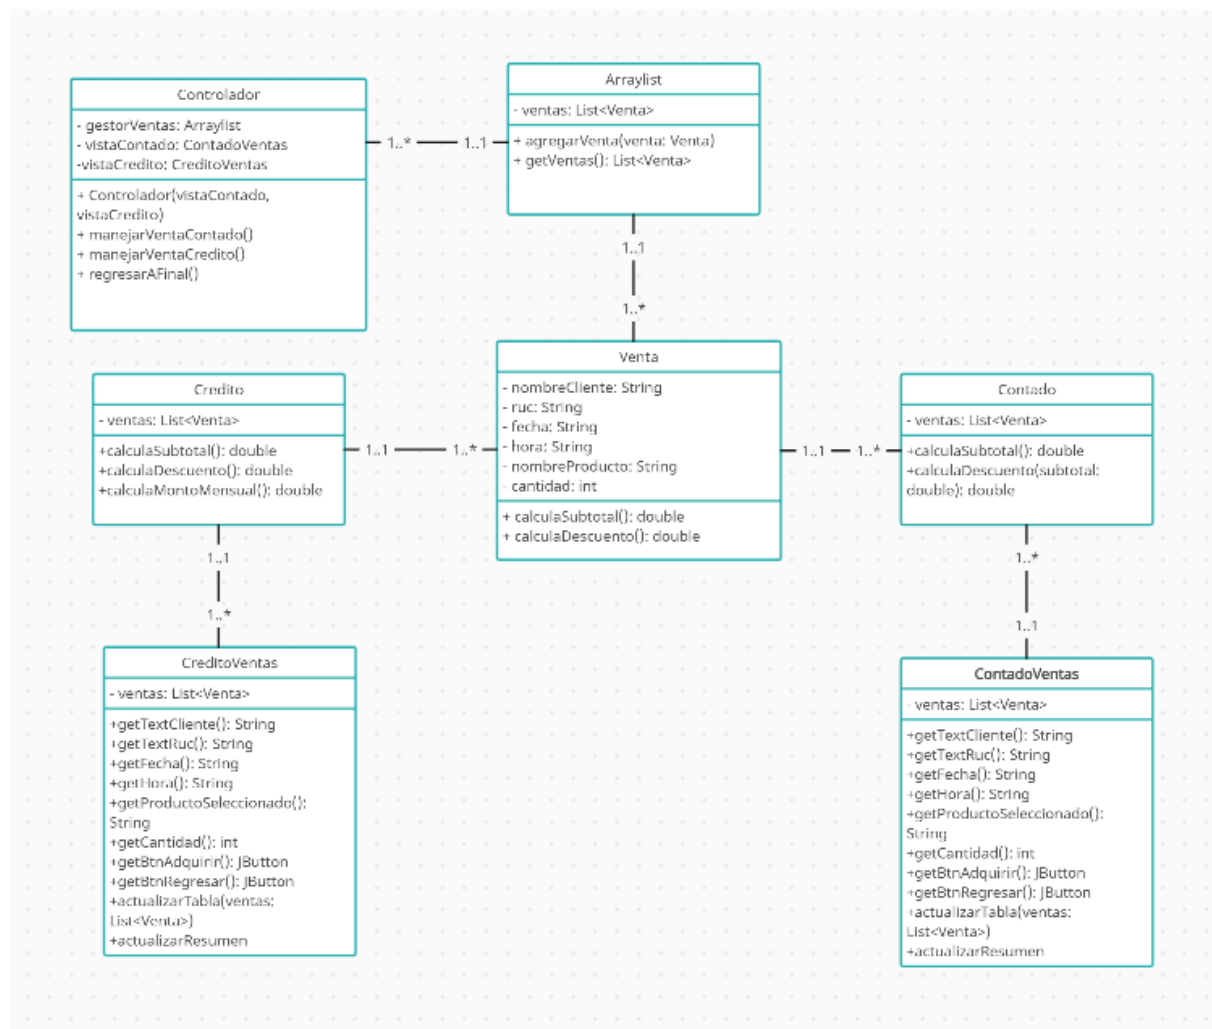 Controlador
- gestorVentas: Arraylist
- vistaContado: ContadoVentas
-vistaCredito: CreditoVentas
+ Controlador(vistaContado,
vistaCredito)
+ manejarVentaContado()
+ manejarVentaCredito()
+ regresarAFinal()
1..*
1..1
Arraylist
- ventas: List<Venta>
+ agregarVenta(venta: Venta)
+ getVentas(): List<Venta>
1..1
1..*
Venta
- nombreCliente: String
- ruc: String
- fecha: String
- hora: String
- nombreProducto: String
- cantidad: int
+ calculaSubtotal(): double
+ calculaDescuento(): double
Credito
- ventas: List<Venta>
+calculaSubtotal(): double
+calculaDescuento(): double
+calculaMontoMensual(): double
1..1
1..*
1..1
1..*
Contado
- ventas: List<Venta>
+calculaSubtotal(): double
+calculaDescuento(subtotal:
double): double
1..1
1..*
CreditoVentas
- ventas: List<Venta>
+getTextCliente(): String
+getTextRuc(): String
+getFecha(): String
+getHora(): String
+getProductoSeleccionado():
String
+getCantidad(): int
+getBtnAdquirir(): JButton
+getBtnRegresar(): JButton
+actualizarTabla(ventas:
List<Venta>)
+actualizarResumen
1..*
1..1
ContadoVentas
- ventas: List<Venta>
+getTextCliente(): String
+getTextRuc(): String
+getFecha(): String
+getHora(): String
+getProductoSeleccionado():
String
+getCantidad(): int
+getBtnAdquirir(): JButton
+getBtnRegresar(): JButton
+actualizarTabla(ventas:
List<Venta>)
+actualizarResumen